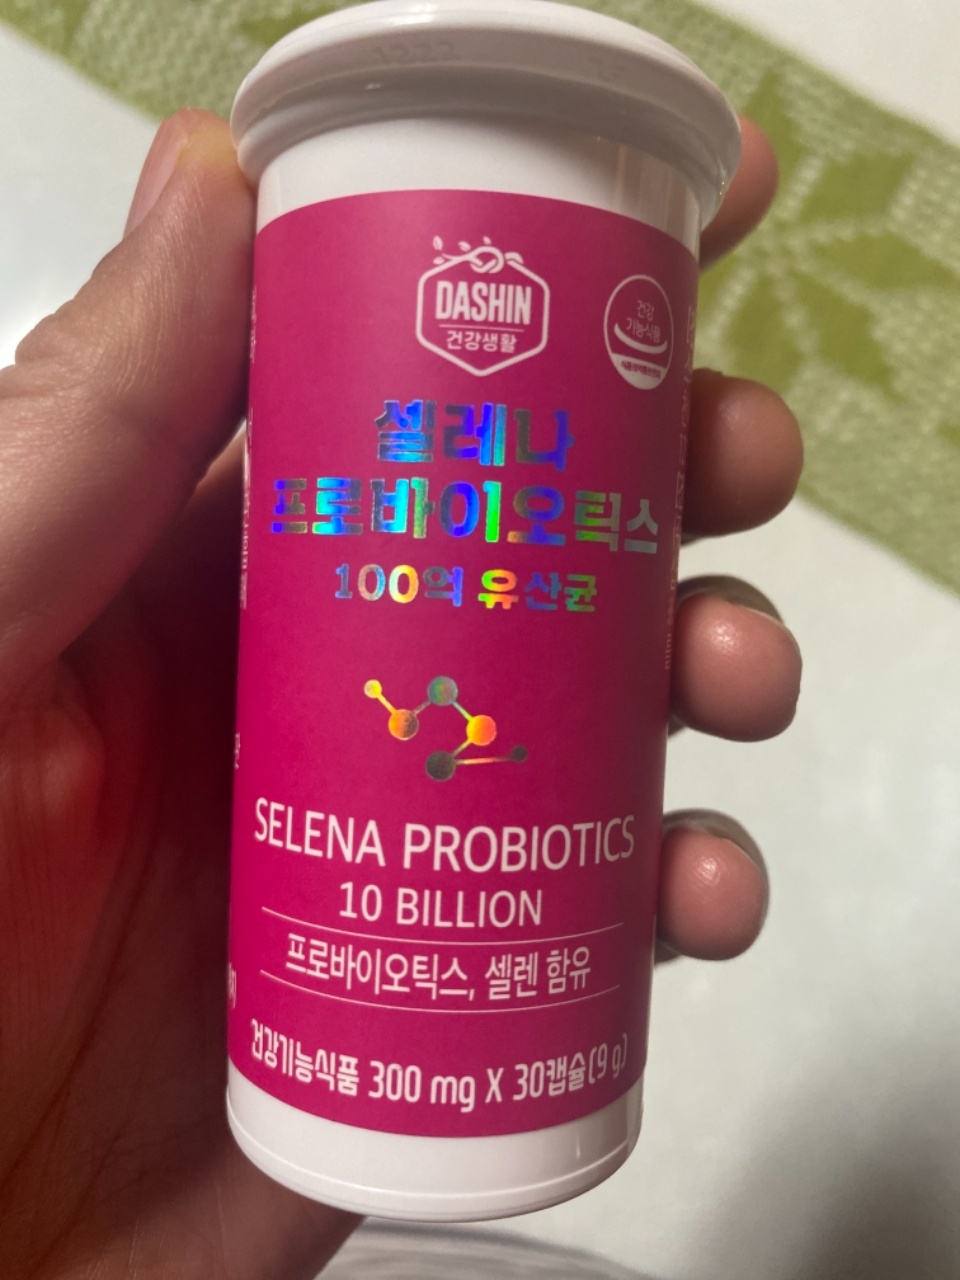 DASHIN
건강생활
건강
기능식품
셀레나
프로바이오틱스
100억 유산균
SELENA PROBIOTICS
10 BILLION
프로바이오틱스, 셀렌 함유
건강기능식품 300 mg X 30캡슐(9 g)